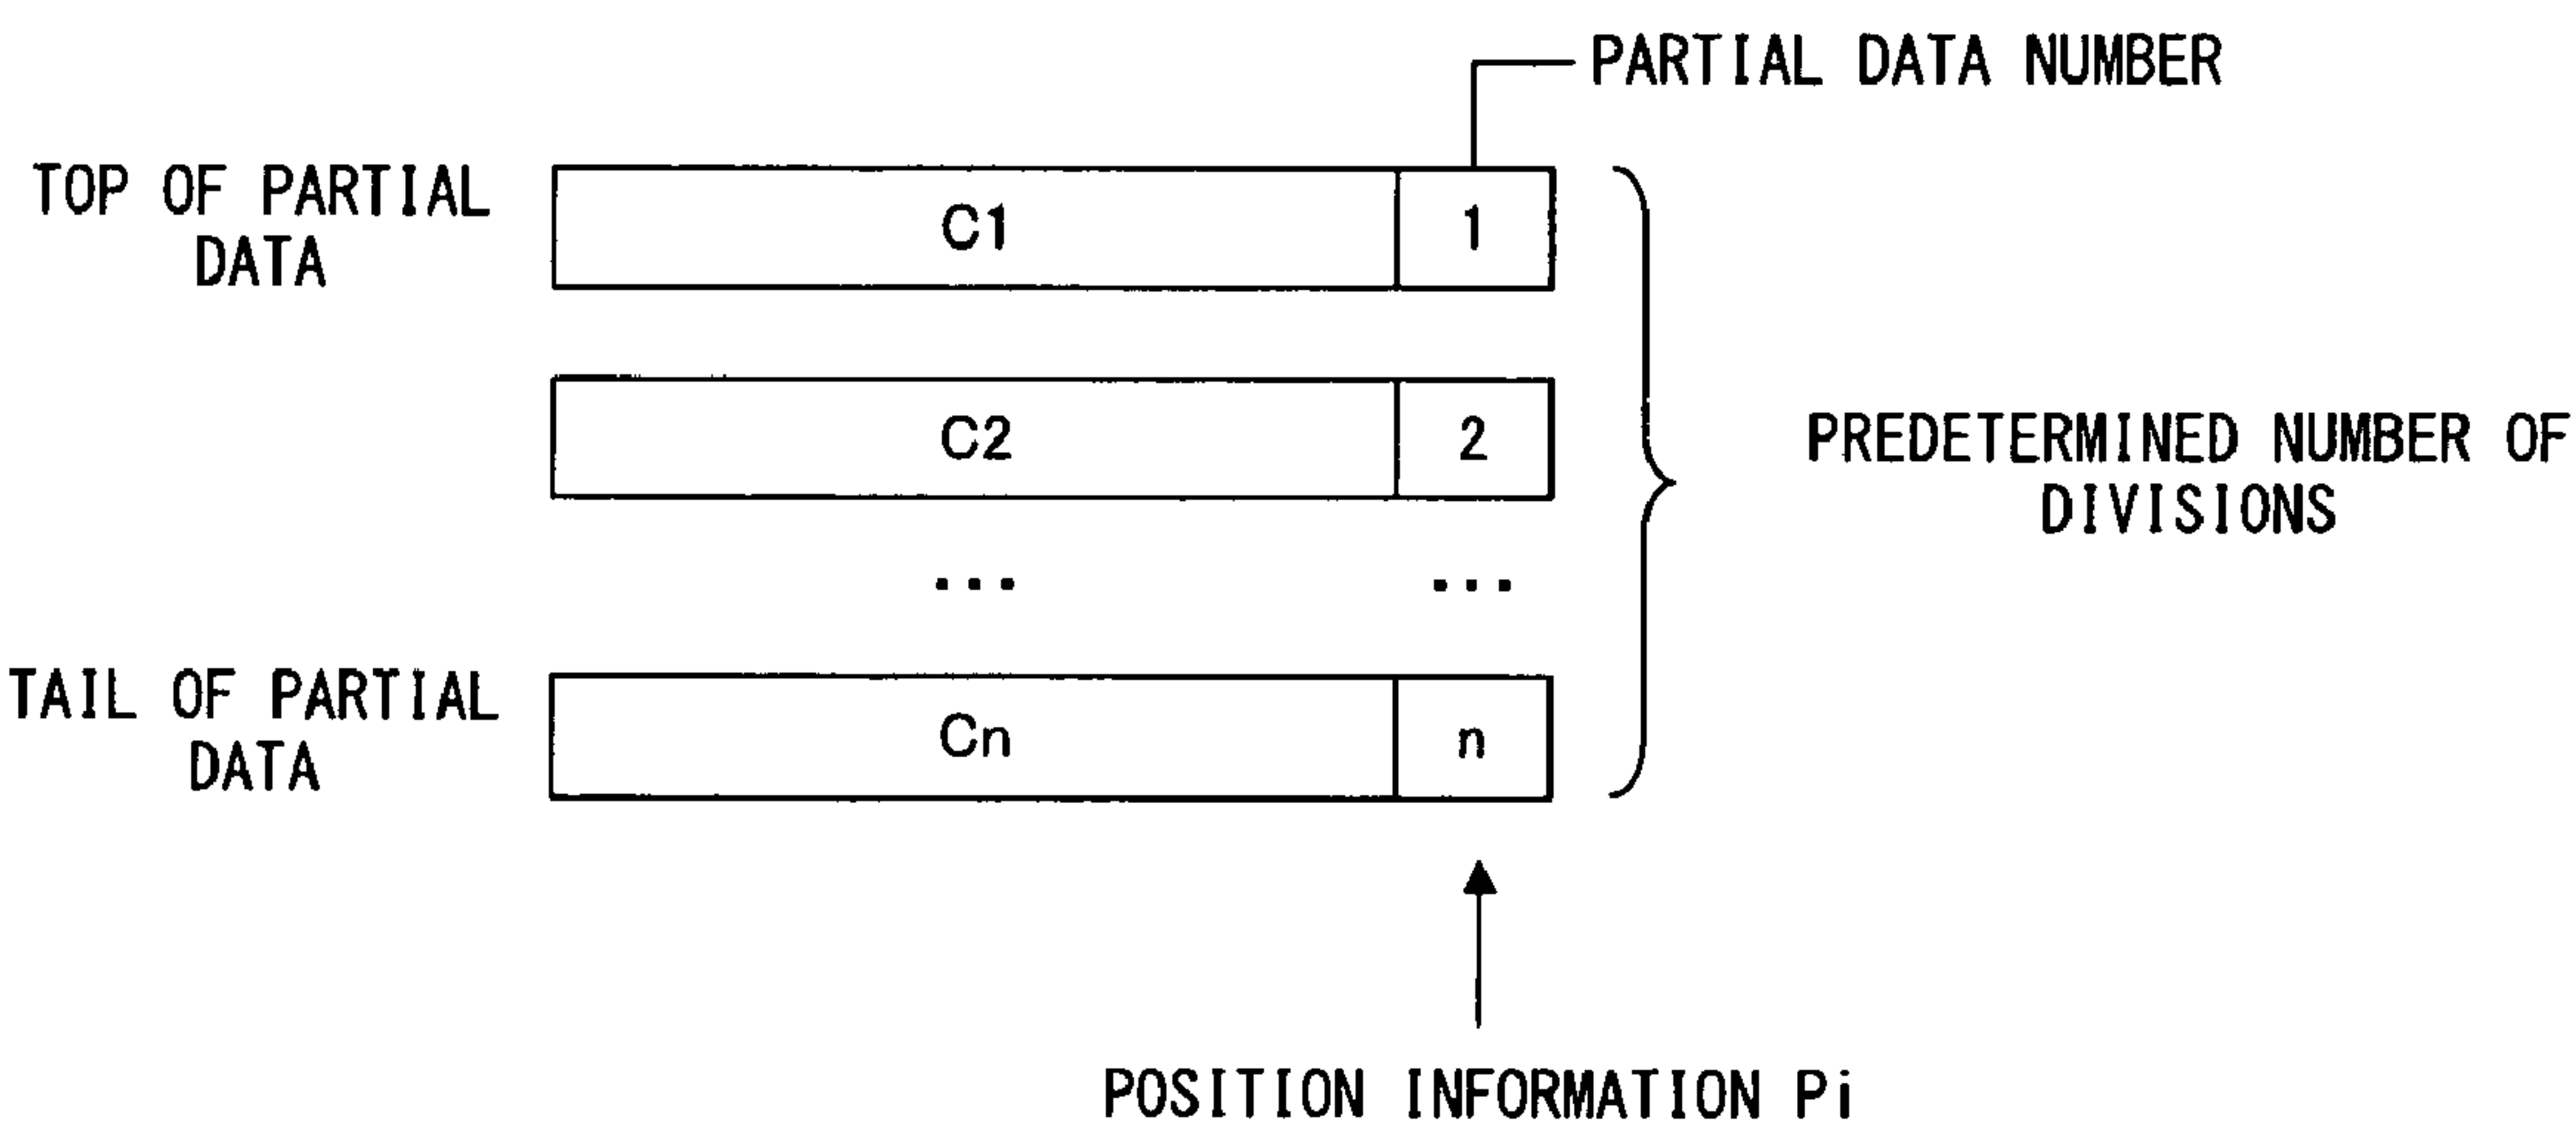 PARTIAL DATA NUMBER
TOP OF PARTIAL
DATA
C1 1
C2 2
PREDETERMINED NUMBER OF
DIVISIONS
... ...
TAIL OF PARTIAL
DATA
Cn n
POSITION INFORMATION Pi